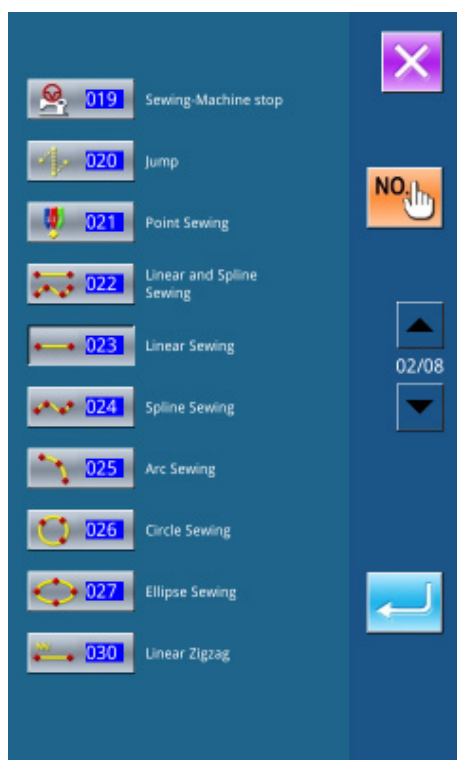 019 Sewing-Machine stop
020 Jump
NO.
021 Point Sewing
022 Linear and Spline
Sewing
023 Linear Sewing
02/08
024 Spline Sewing
025 Arc Sewing
026 Circle Sewing
027 Ellipse Sewing
030 Linear Zigzag